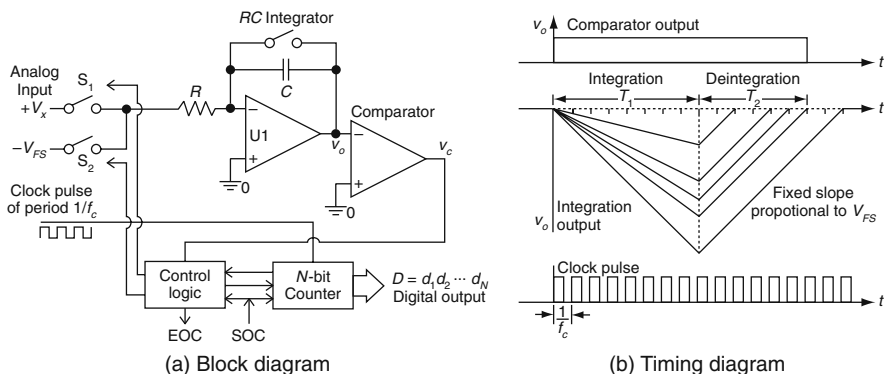 RC Integrator
Analog
Input
S1
+Vx
R
C
Comparator
U1
−
+
0
vo
−
+
0
vc
−VFS
S2
Clock pulse
of period 1/fc
Control
logic
N-bit
Counter
D = d1d2 ··· dN
Digital output
EOC
SOC
(a) Block diagram
vo
Comparator output
t
Integration
T1
Deintegration
T2
t
vo
Integration
output
Fixed slope
propotional to VFS
Clock pulse
t
1/fc
(b) Timing diagram